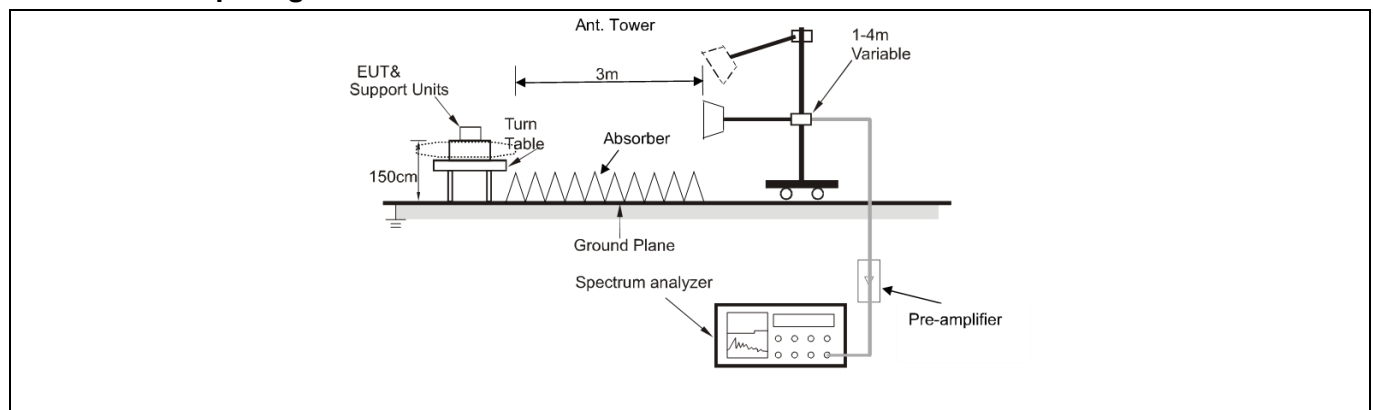 Ant. Tower
1-4m
Variable
EUT&
Support Units
3m
Turn
Table
Absorber
150cm
Ground Plane
Spectrum analyzer
Pre-amplifier